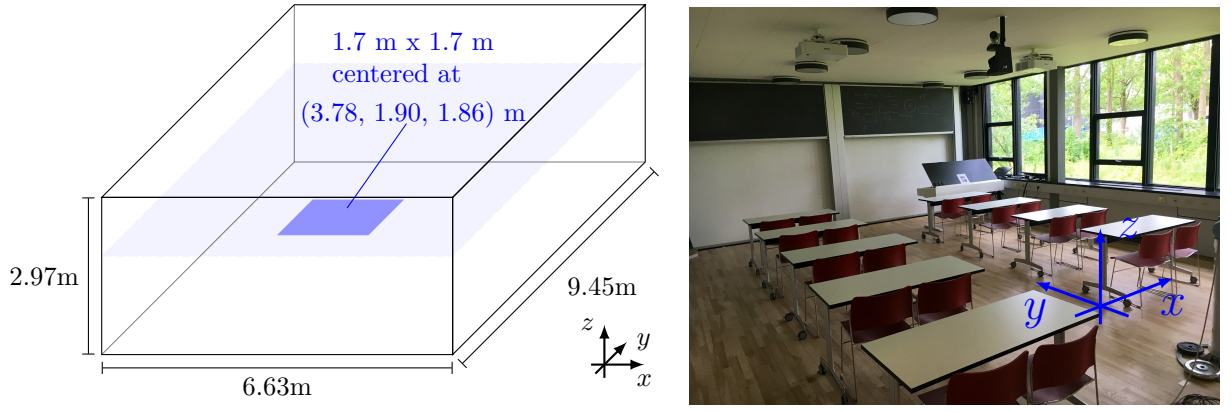 1.7 m x 1.7 m
centered at
(3.78, 1.90, 1.86) m
2.97m
9.45m
6.63m
z
y
x
z
y
x